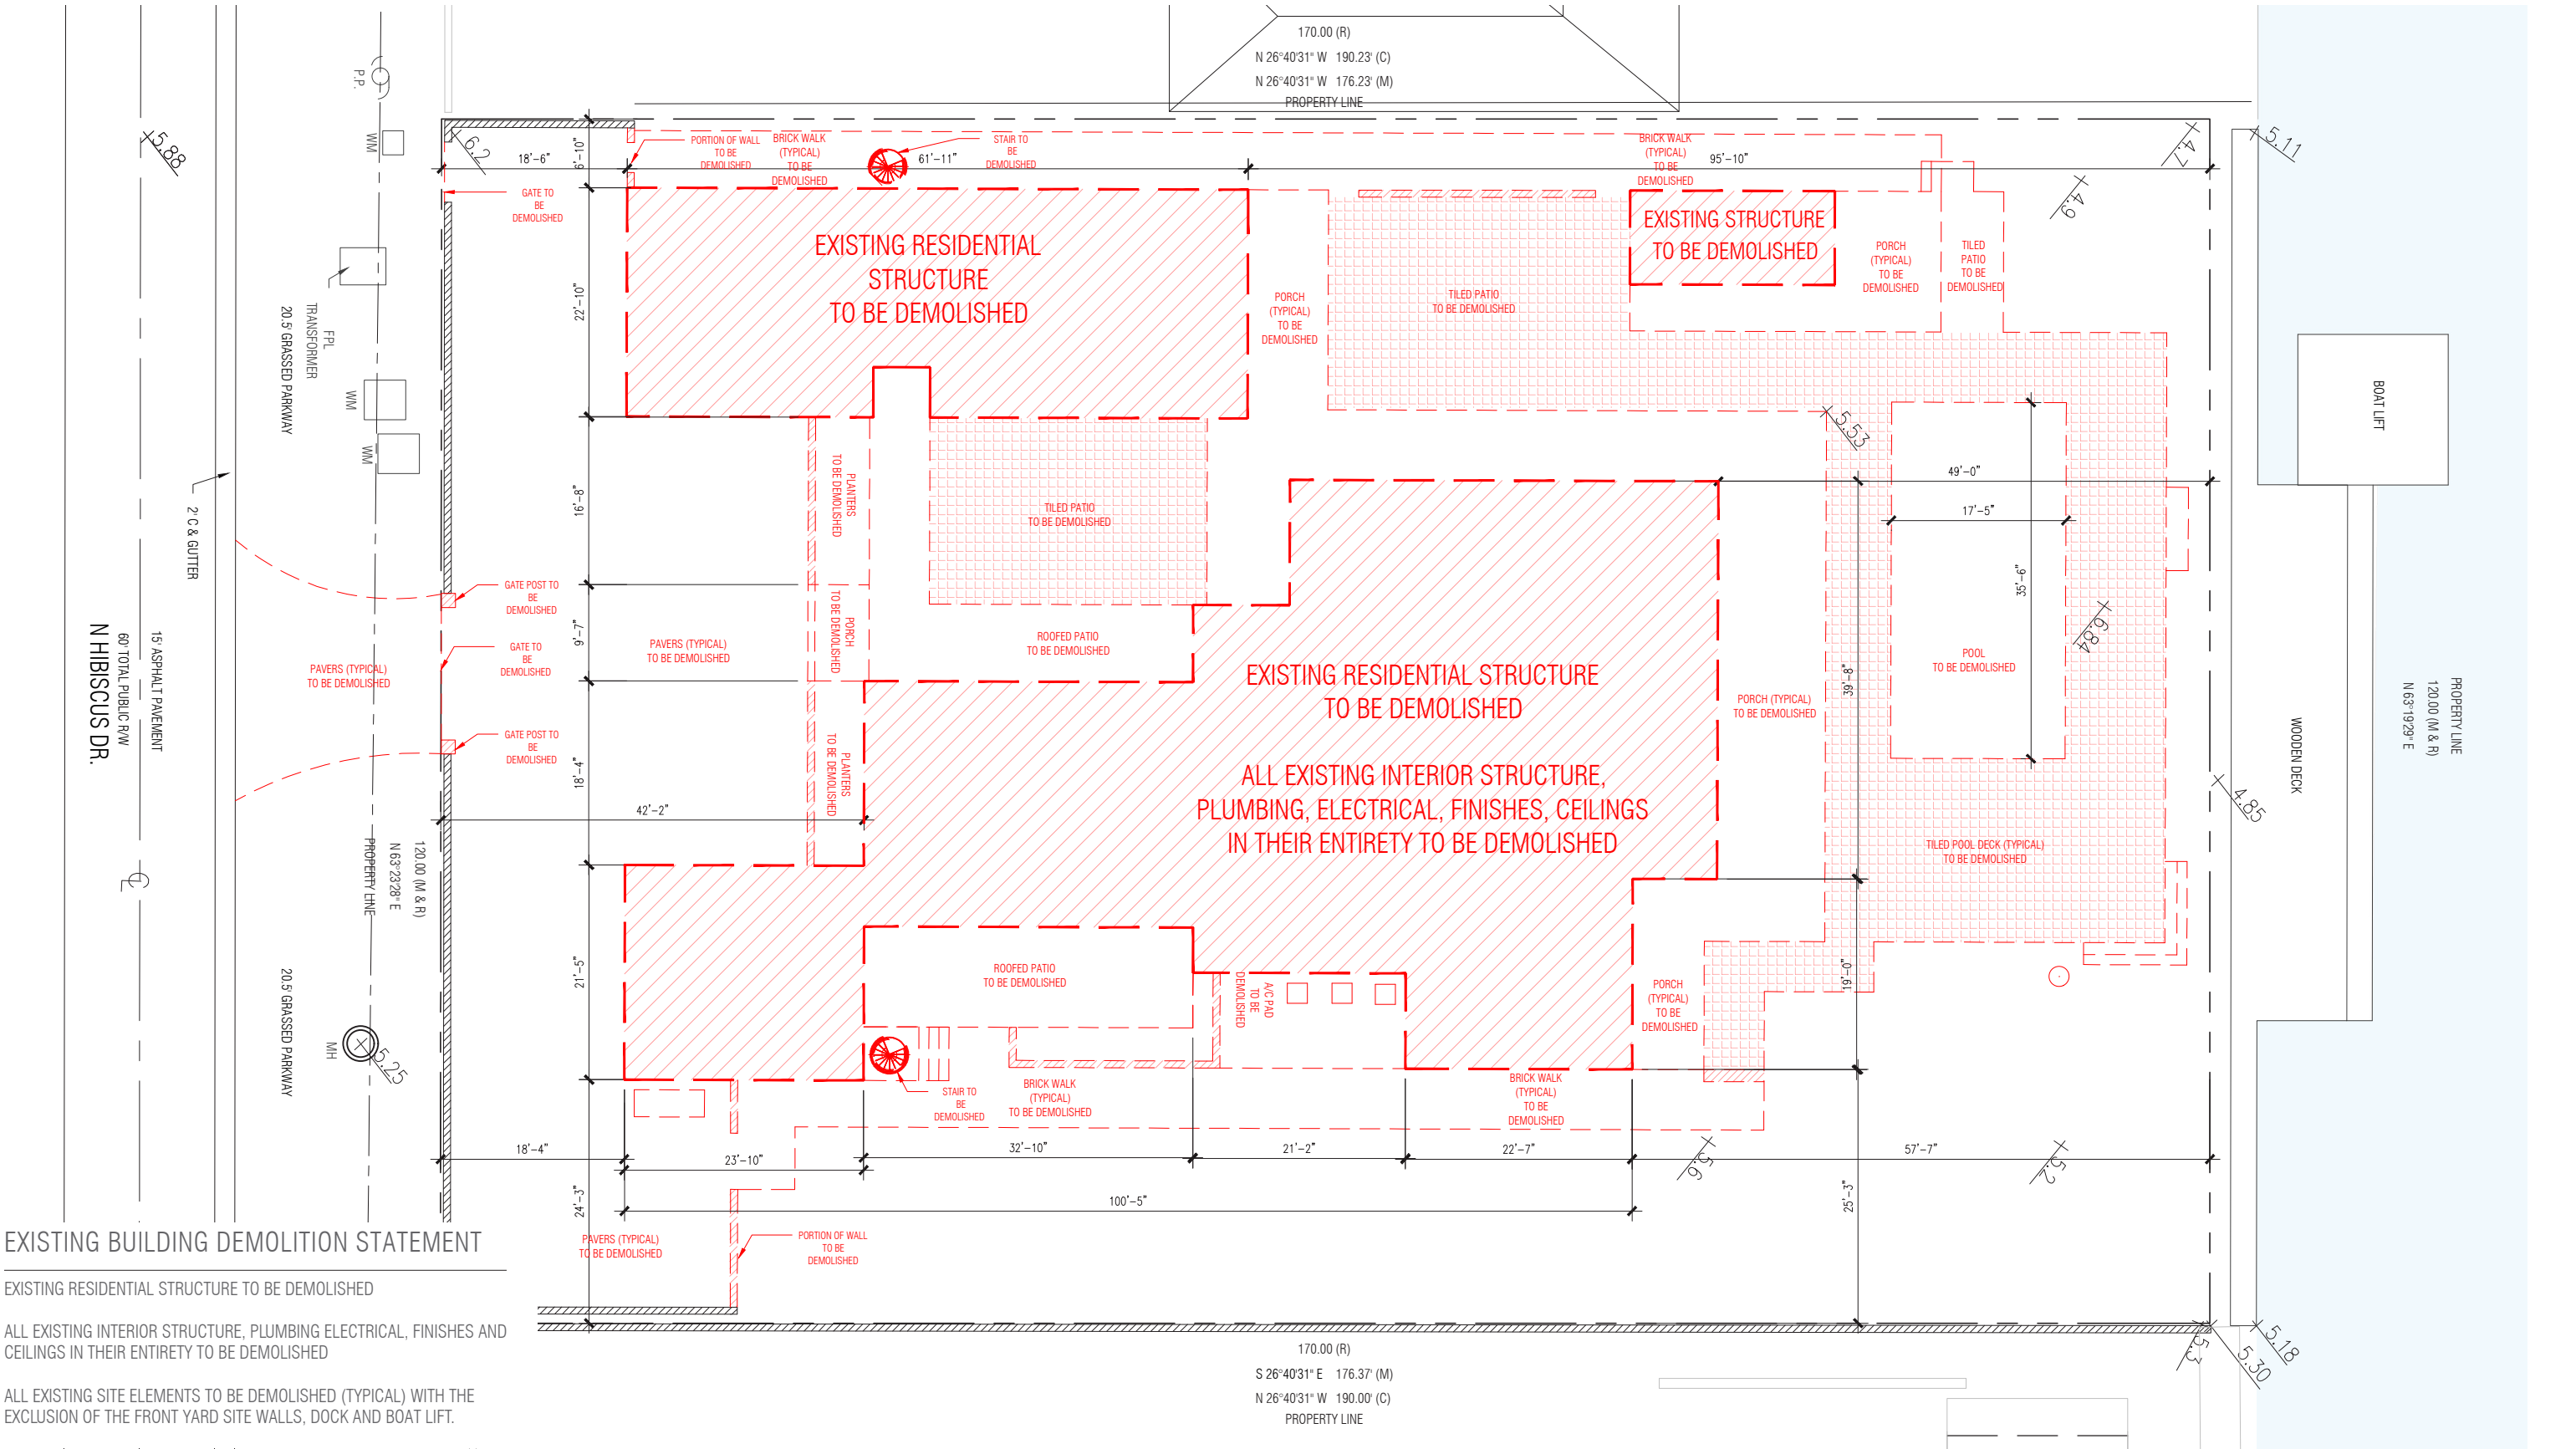 170.00 (R)
N 26°40'31" W 190.23' (C)
N 26°40'31" W 176.23' (M)
PROPERTY LINE
P.P.
WM
5.88
6.2
18'-6"
6'-10"
PORTION OF WALL
TO BE
DEMOLISHED
BRICK WALK
(TYPICAL)
TO BE
DEMOLISHED
STAIR TO
BE
DEMOLISHED
61'-11"
BRICK WALK
(TYPICAL)
TO BE
DEMOLISHED
95'-10"
4.7
5.11
4.9
GATE TO
BE
DEMOLISHED
EXISTING RESIDENTIAL
STRUCTURE
TO BE DEMOLISHED
EXISTING STRUCTURE
TO BE DEMOLISHED
PORCH
(TYPICAL)
TO BE
DEMOLISHED
TILED
PATIO
TO BE
DEMOLISHED
22'-10"
PORCH
(TYPICAL)
TO BE
DEMOLISHED
TILED PATIO
TO BE DEMOLISHED
FPL
TRANSFORMER
20.5' GRASSED PARKWAY
WM
WM
BOAT LIFT
5.53
49'-0"
17'-5"
35'-6"
2' C & GUTTER
16'-8"
PLANTERS
TO BE DEMOLISHED
TILED PATIO
TO BE DEMOLISHED
GATE POST TO
BE
DEMOLISHED
GATE TO
BE
DEMOLISHED
GATE POST TO
BE
DEMOLISHED
9'-7"
PORCH
TO BE DEMOLISHED
PAVERS (TYPICAL)
TO BE DEMOLISHED
PAVERS (TYPICAL)
TO BE DEMOLISHED
ROOFED PATIO
TO BE DEMOLISHED
15' ASPHALT PAVEMENT
60' TOTAL PUBLIC R/W
N HIBISCUS DR.
6.84
POOL
TO BE DEMOLISHED
EXISTING RESIDENTIAL STRUCTURE
TO BE DEMOLISHED
ALL EXISTING INTERIOR STRUCTURE,
PLUMBING, ELECTRICAL, FINISHES, CEILINGS
IN THEIR ENTIRETY TO BE DEMOLISHED
39'-8"
PORCH (TYPICAL)
TO BE DEMOLISHED
PROPERTY LINE
120.00 (M & R)
N 63°19'29" E
WOODEN DECK
4.85
18'-4"
PLANTERS
TO BE DEMOLISHED
42'-2"
120.00 (M & R)
N 63°23'28" E
PROPERTY LINE
TILED POOL DECK (TYPICAL)
TO BE DEMOLISHED
21'-5"
ROOFED PATIO
TO BE DEMOLISHED
A/C PAD
TO BE
DEMOLISHED
PORCH
(TYPICAL)
TO BE
DEMOLISHED
19'-0"
20.5' GRASSED PARKWAY
MH
5.25
STAIR TO
BE
DEMOLISHED
BRICK WALK
(TYPICAL)
TO BE DEMOLISHED
BRICK WALK
(TYPICAL)
TO BE
DEMOLISHED
18'-4"
23'-10"
32'-10"
21'-2"
22'-7"
57'-7"
5.6
5.2
24'-3"
100'-5"
25'-3"
PAVERS (TYPICAL)
TO BE DEMOLISHED
PORTION OF WALL
TO BE
DEMOLISHED
EXISTING BUILDING DEMOLITION STATEMENT
EXISTING RESIDENTIAL STRUCTURE TO BE DEMOLISHED
ALL EXISTING INTERIOR STRUCTURE, PLUMBING ELECTRICAL, FINISHES AND
CEILINGS IN THEIR ENTIRETY TO BE DEMOLISHED
ALL EXISTING SITE ELEMENTS TO BE DEMOLISHED (TYPICAL) WITH THE
EXCLUSION OF THE FRONT YARD SITE WALLS, DOCK AND BOAT LIFT.
170.00 (R)
S 26°40'31" E 176.37' (M)
N 26°40'31" W 190.00' (C)
PROPERTY LINE
5.3
5.30
5.18